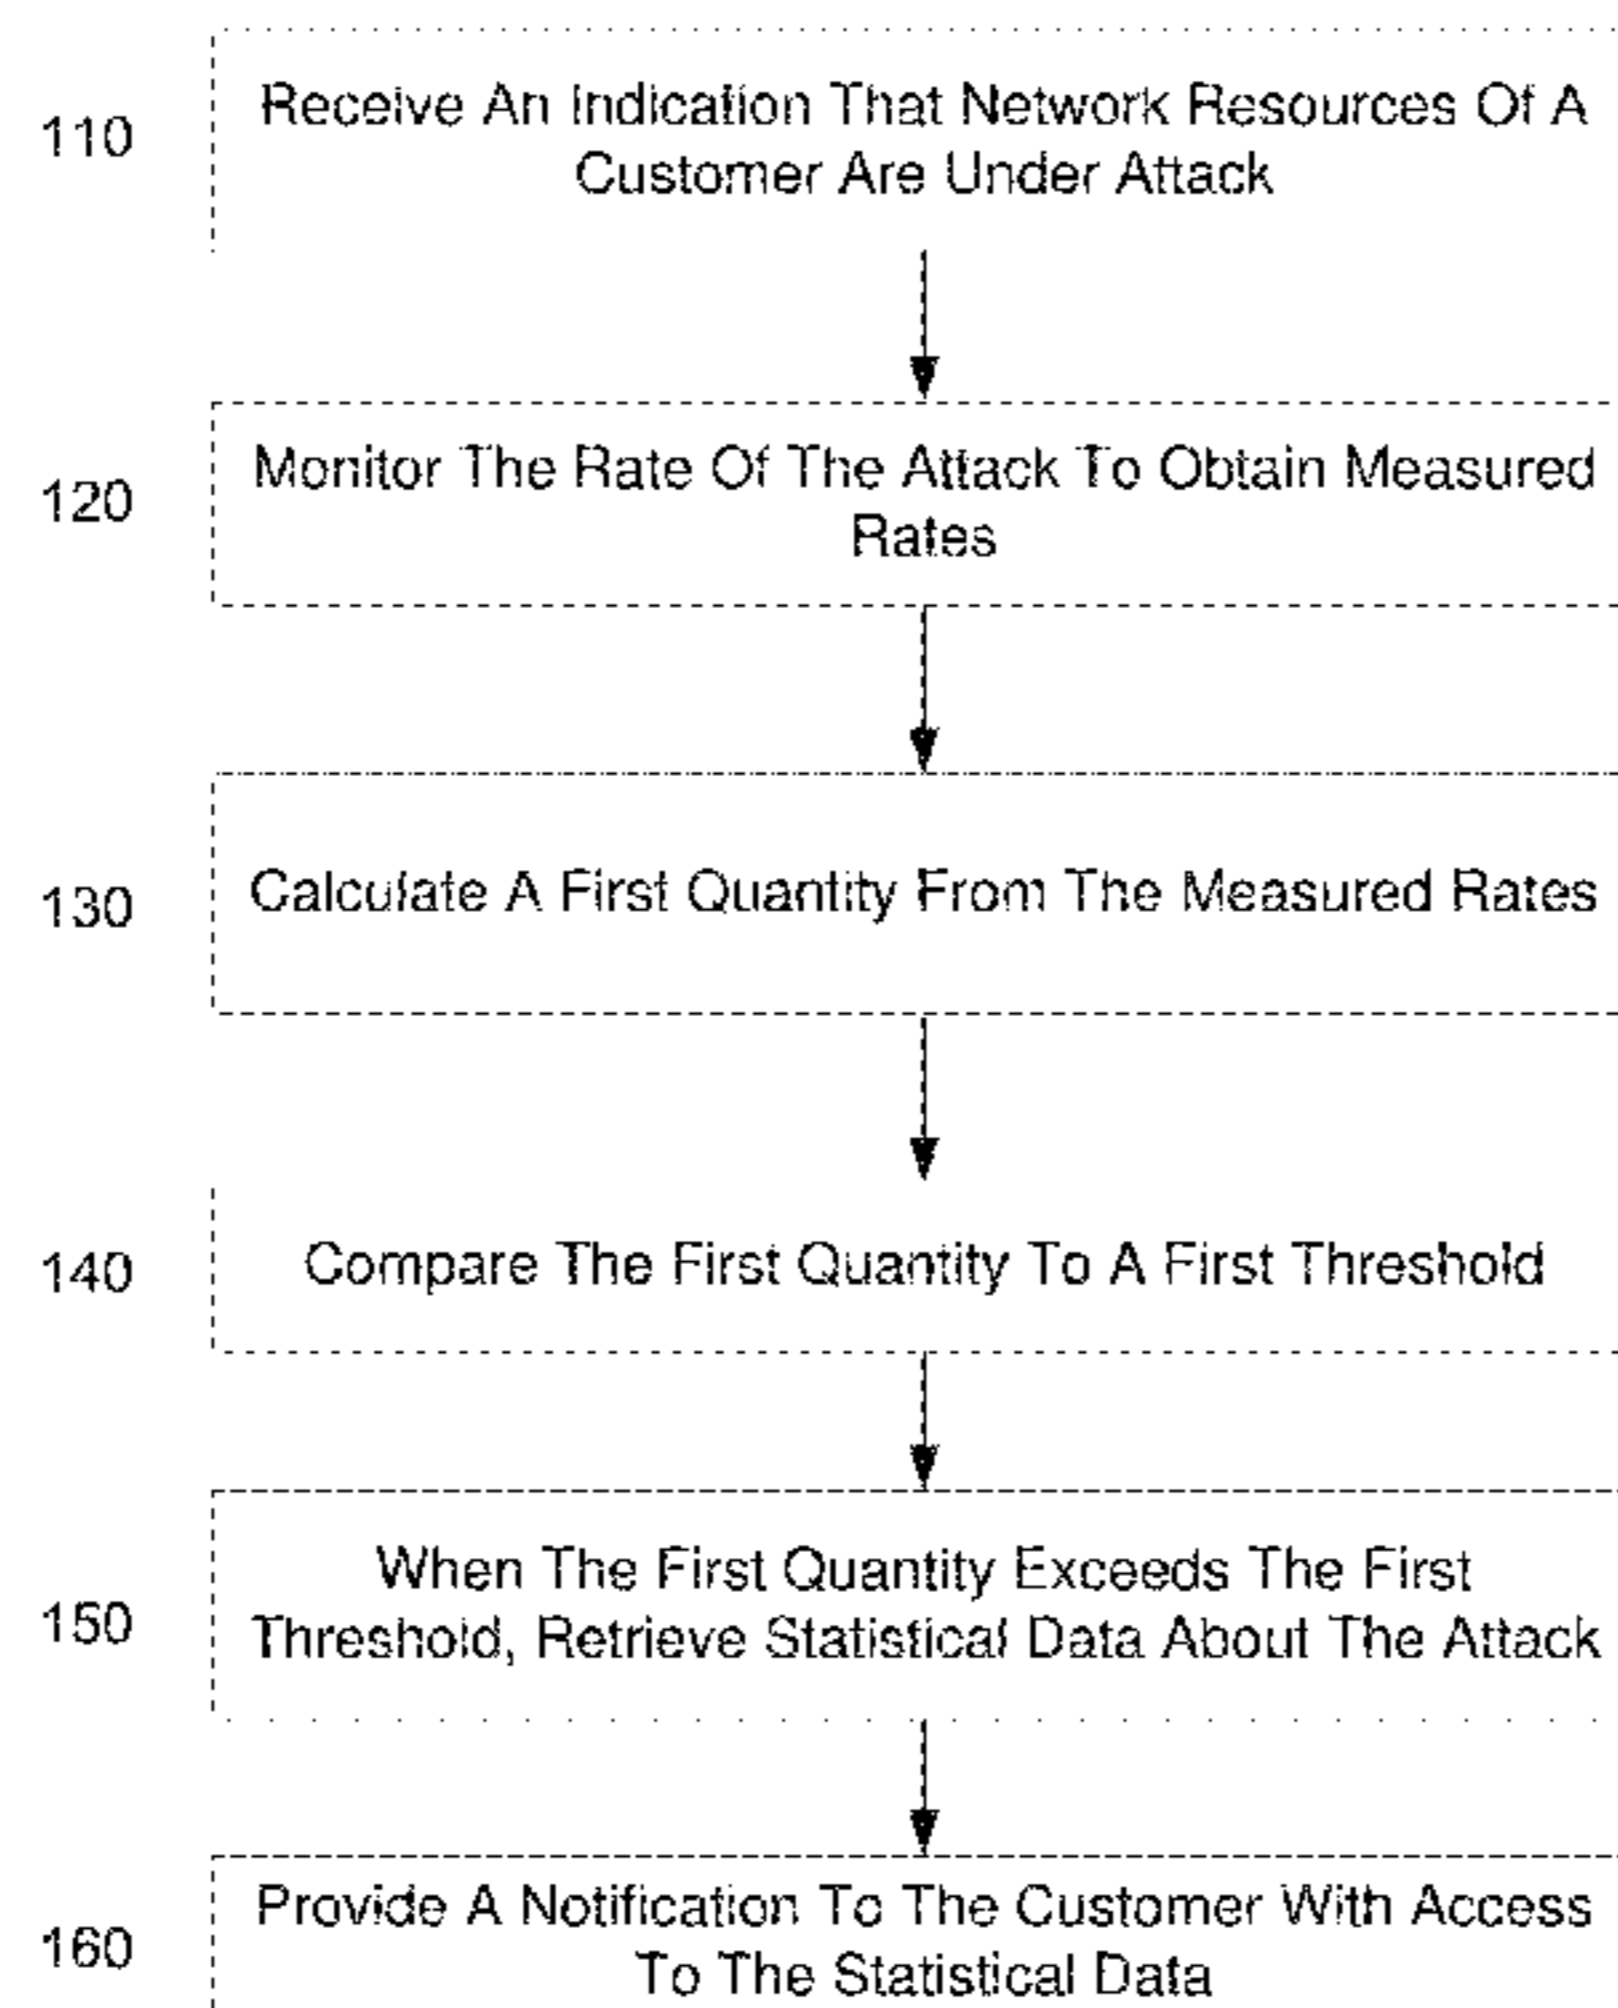 110
Receive An Indication That Network Resources Of A
Customer Are Under Attack
120
Monitor The Rate Of The Attack To Obtain Measured
Rates
130
Calculate A First Quantity From The Measured Rates
140
Compare The First Quantity To A First Threshold
150
When The First Quantity Exceeds The First
Threshold, Retrieve Statistical Data About The Attack
160
Provide A Notification To The Customer With Access
To The Statistical Data